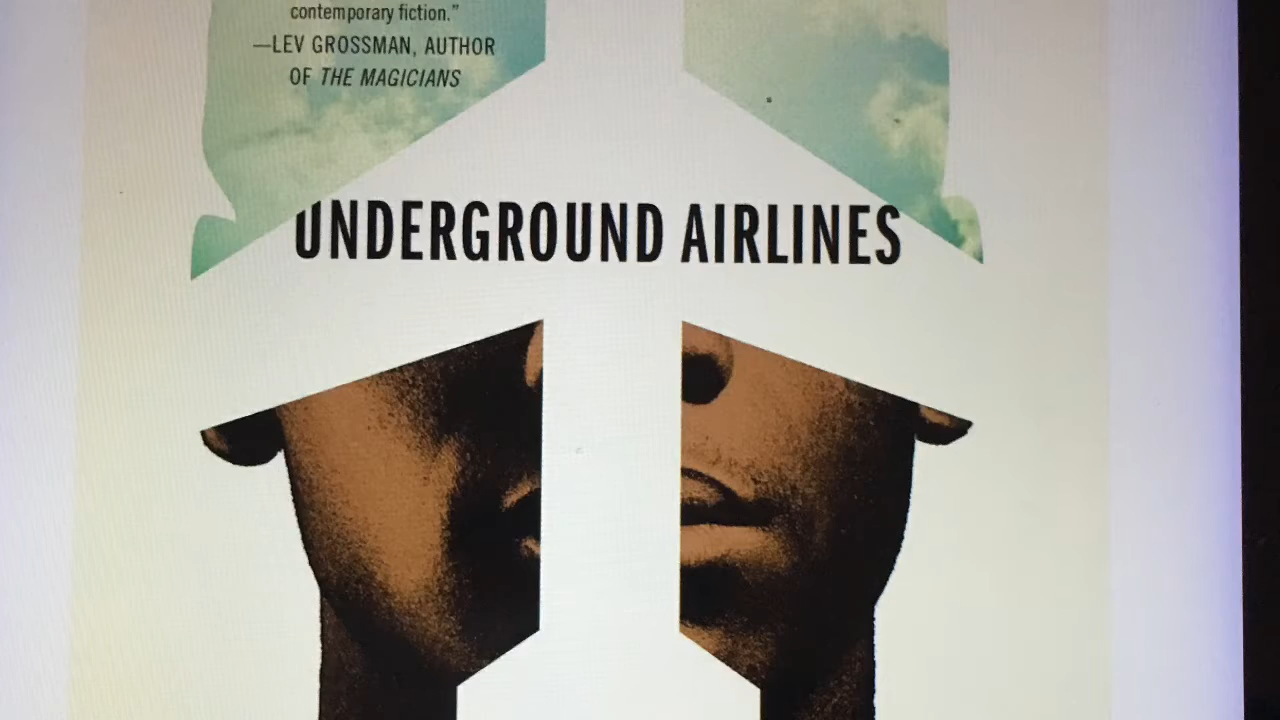 contemporary fiction.”
—LEV GROSSMAN, AUTHOR
OF THE MAGICIANS
UNDERGROUND AIRLINES